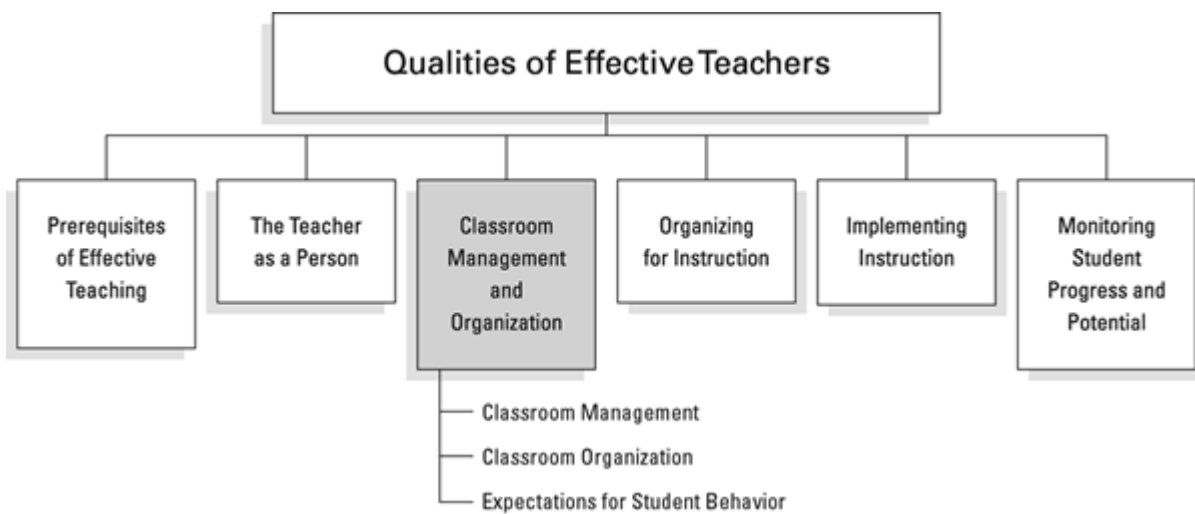 Qualities of Effective Teachers
Prerequisites
of Effective
Teaching
The Teacher
as a Person
Classroom
Management
and
Organization
Organizing
for Instruction
Implementing
Instruction
Monitoring
Student
Progress and
Potential
Classroom Management
Classroom Organization
Expectations for Student Behavior